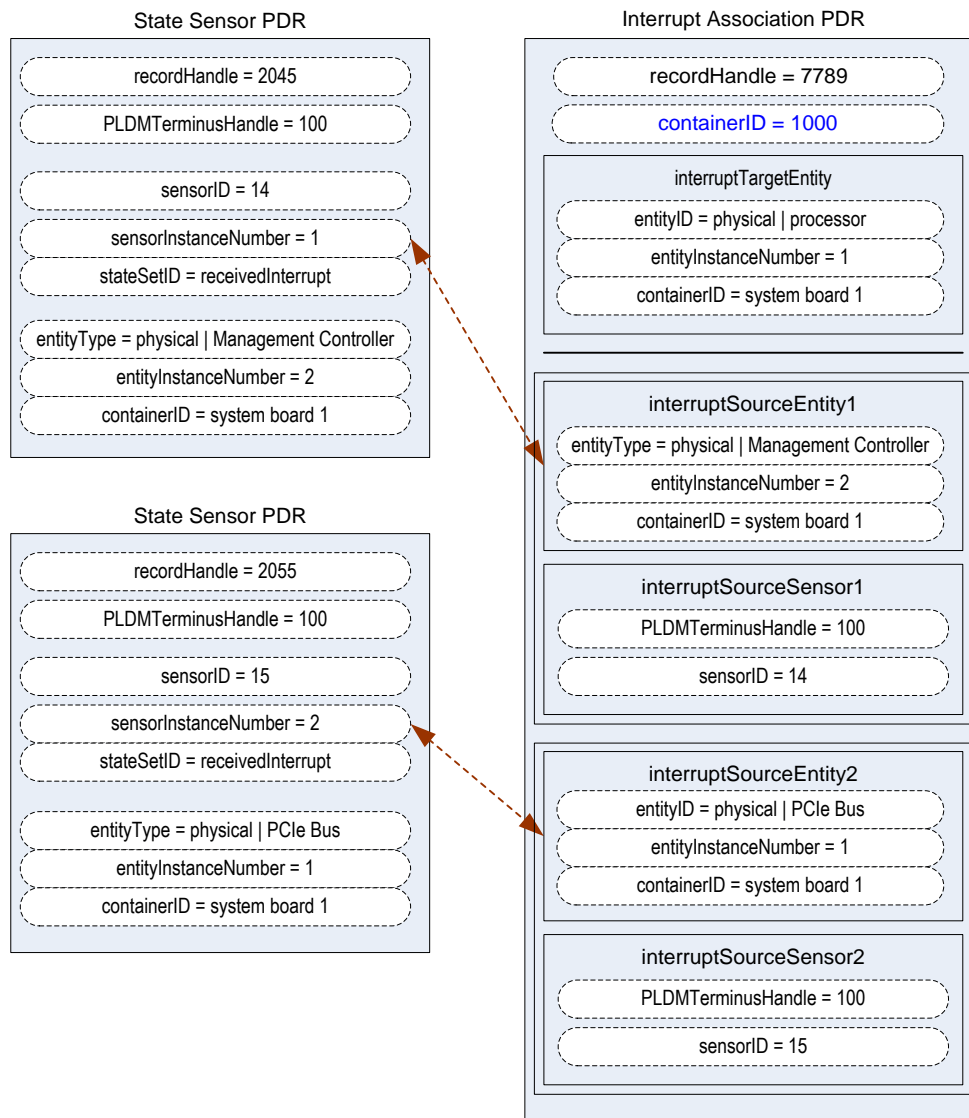 State Sensor PDR
recordHandle = 2045
PLDMTerminusHandle = 100
sensorID = 14
sensorInstanceNumber = 1
stateSetID = receivedInterrupt
entityType = physical | Management Controller
entityInstanceNumber = 2
containerID = system board 1
State Sensor PDR
recordHandle = 2055
PLDMTerminusHandle = 100
sensorID = 15
sensorInstanceNumber = 2
stateSetID = receivedInterrupt
entityType = physical | PCIe Bus
entityInstanceNumber = 1
containerID = system board 1
Interrupt Association PDR
recordHandle = 7789
containerID = 1000
interruptTargetEntity
entityID = physical | processor
entityInstanceNumber = 1
containerID = system board 1
interruptSourceEntity1
entityType = physical | Management Controller
entityInstanceNumber = 2
containerID = system board 1
interruptSourceSensor1
PLDMTerminusHandle = 100
sensorID = 14
interruptSourceEntity2
entityID = physical | PCIe Bus
entityInstanceNumber = 1
containerID = system board 1
interruptSourceSensor2
PLDMTerminusHandle = 100
sensorID = 15